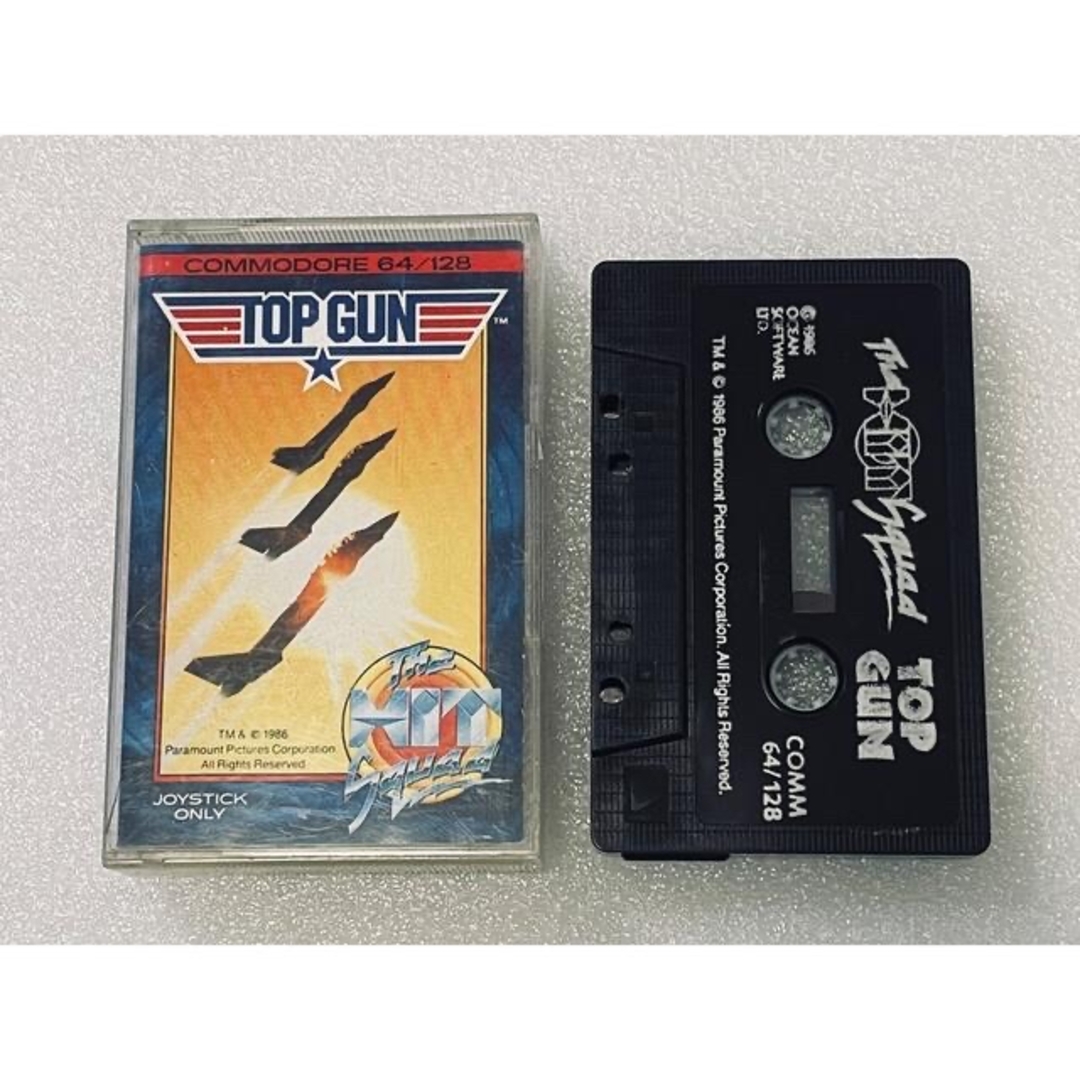 COMMODORE 64/128
TOP GUN
TM
TM & © 1986
Paramount Pictures Corporation
All Rights Reserved
The
HIT
Squad
JOYSTICK
ONLY
© 1986
OCEAN
SOFTWARE
LTD.
TM & © 1986 Paramount Pictures Corporation. All Rights Reserved.
The HIT Squad
TOP
GUN
COMM
64/128